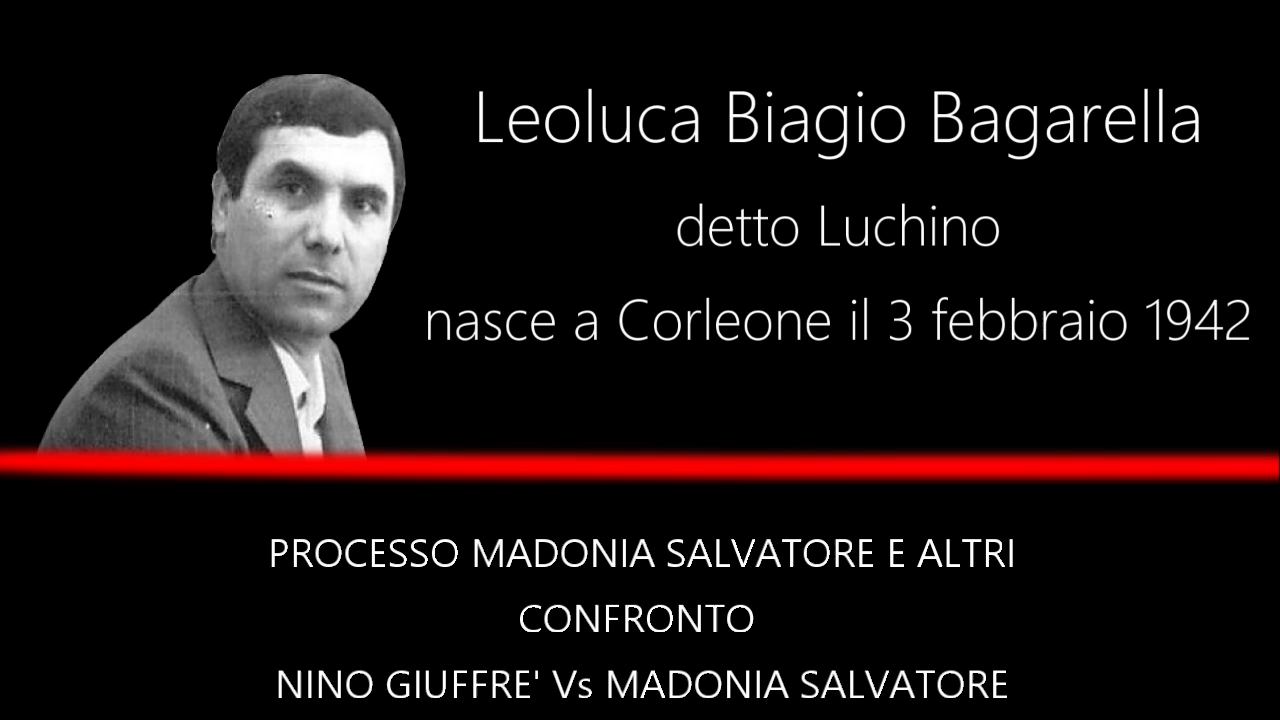 Leoluca Biagio Bagarella
detto Luchino
nasce a Corleone il 3 febbraio 1942
PROCESSO MADONIA SALVATORE E ALTRI
CONFRONTO
NINO GIUFFRE' Vs MADONIA SALVATORE